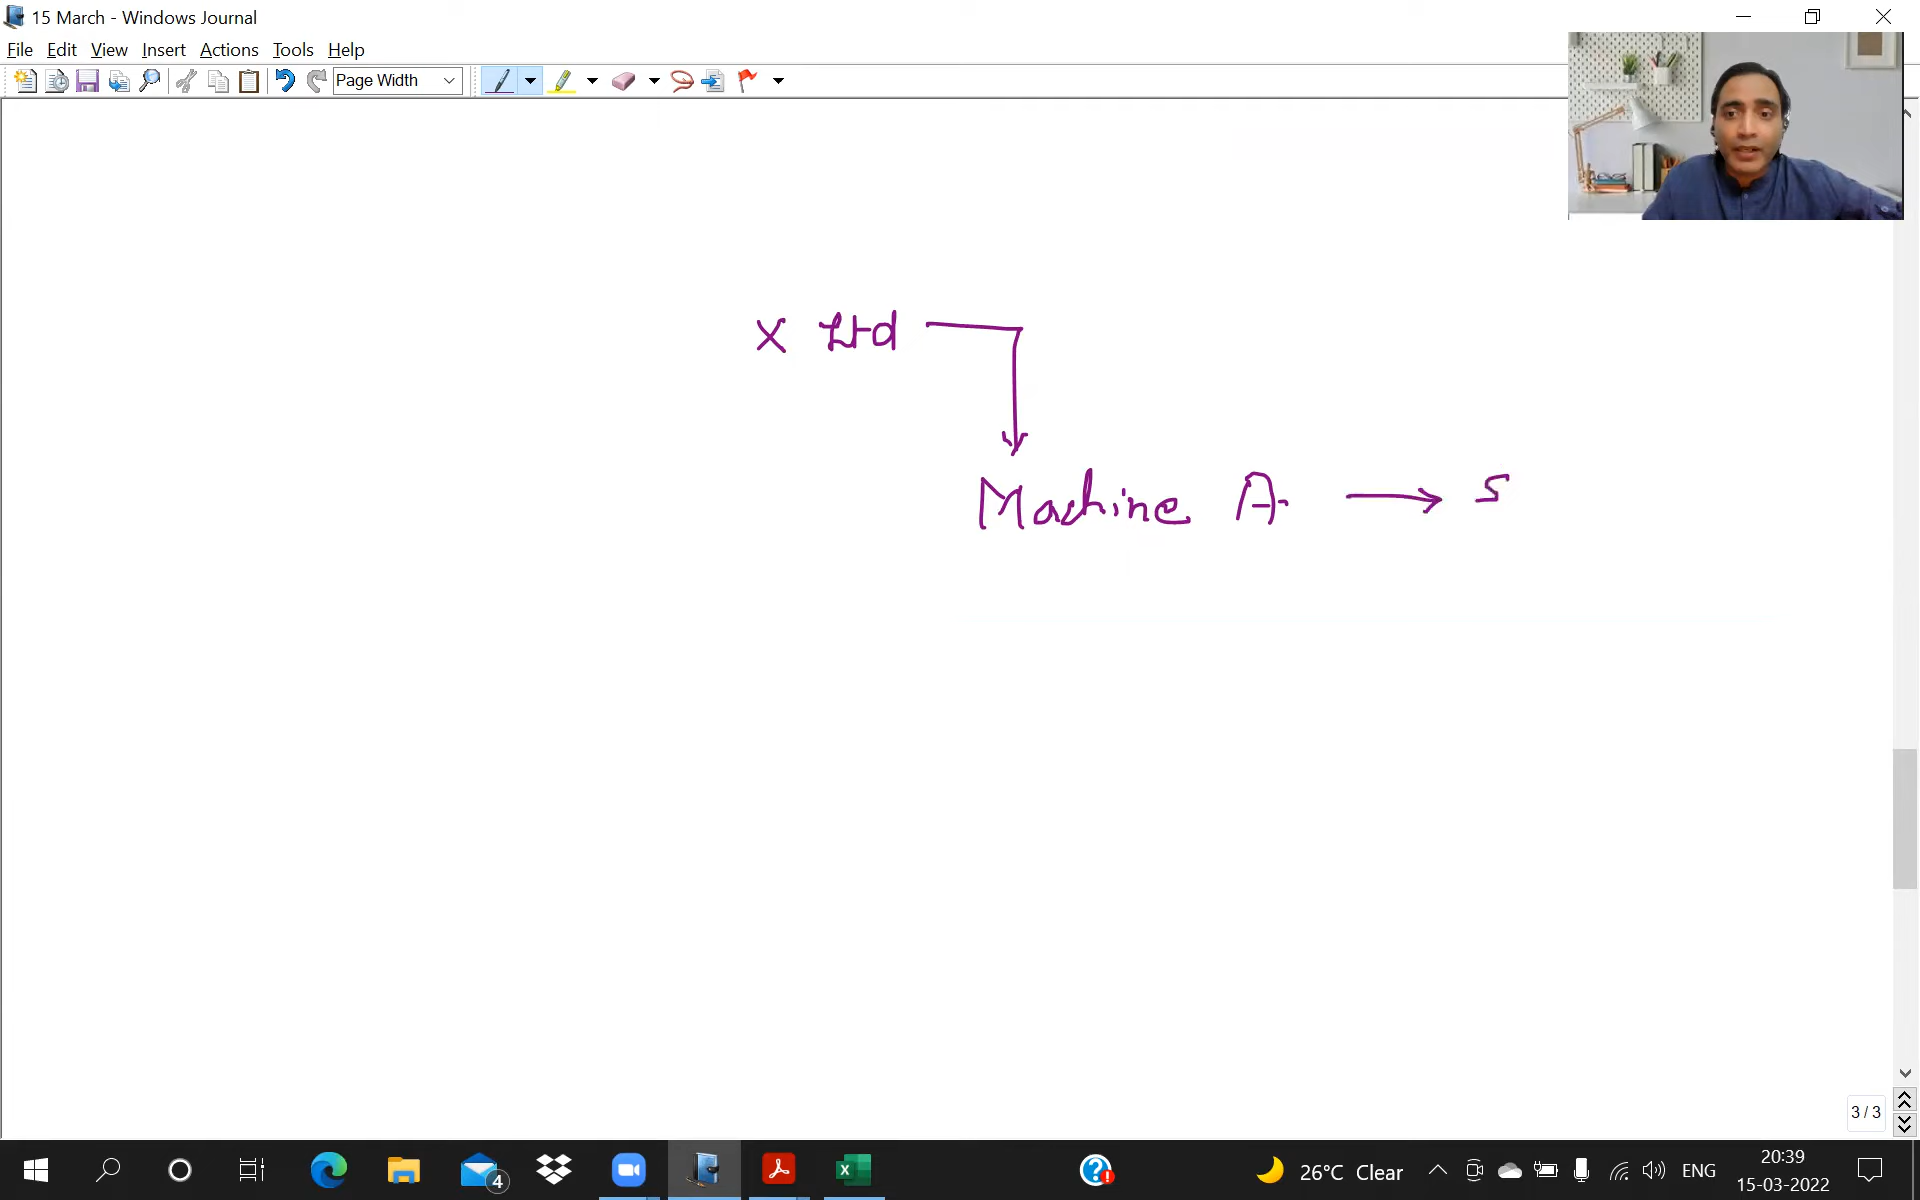 15 March - Windows Journal
File Edit View Insert Actions Tools Help
Page Width
X Ltd
Machine A → 5
3 / 3
4
26°C Clear
ENG
20:39
15-03-2022